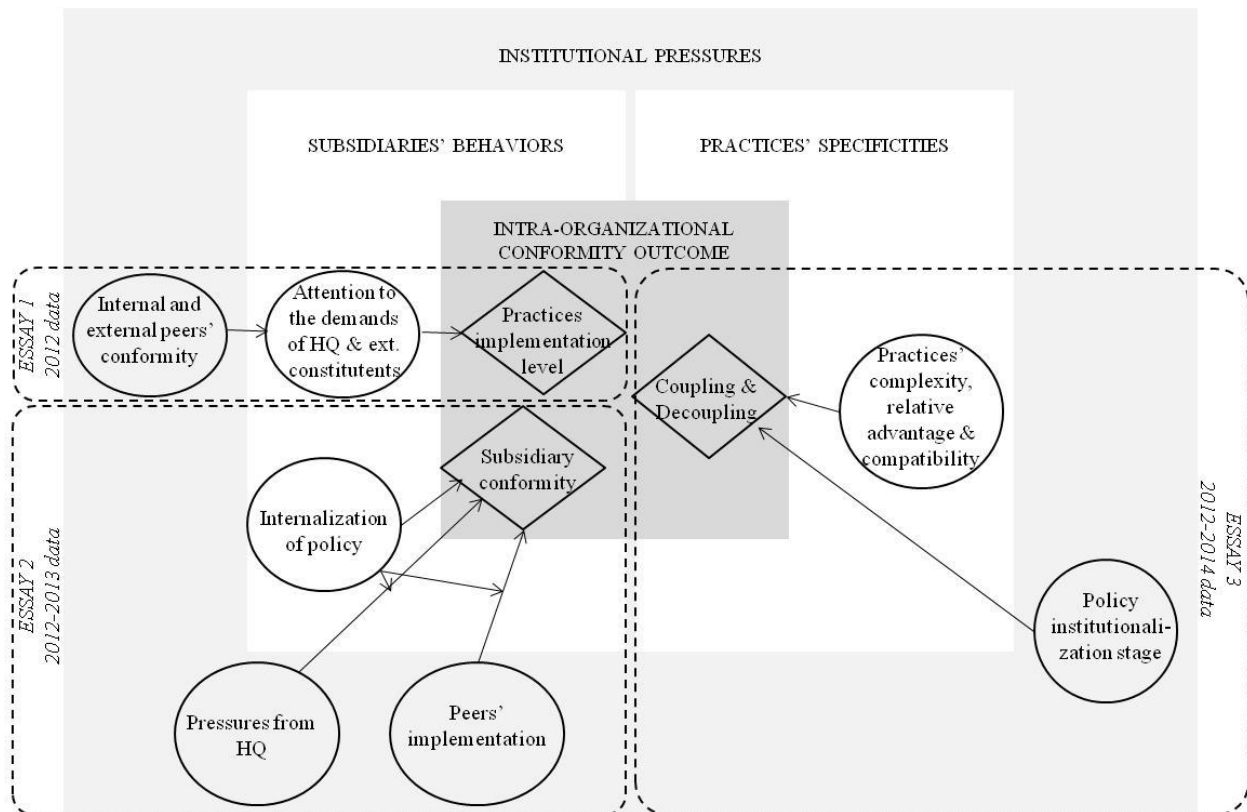 INSTITUTIONAL PRESSURES
SUBSIDIARIES' BEHAVIORS
PRACTICES' SPECIFICITIES
INTRA-ORGANIZATIONAL
CONFORMITY OUTCOME
ESSAY 1
2012 data
Internal and
external peers'
conformity
Attention to
the demands
of HQ & ext.
constitutents
Practices
implementation
level
Coupling &
Decoupling
Practices'
complexity,
relative
advantage &
compatibility
ESSAY 2
2012-2013 data
Subsidiary
conformity
Internalization
of policy
Pressures from
HQ
Peers'
implementation
Policy
institutionali-
zation stage
ESSAY 3
2012-2014 data